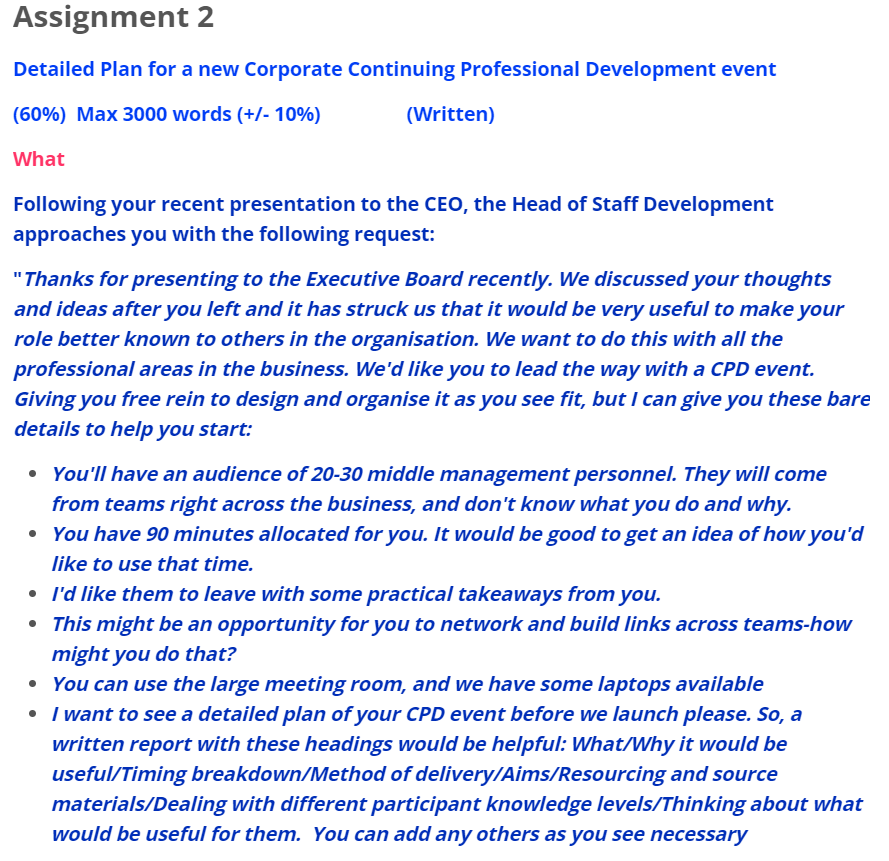 Assignment 2
Detailed Plan for a new Corporate Continuing Professional Development event
(60%) Max 3000 words (+/- 10%) (Written)
What
Following your recent presentation to the CEO, the Head of Staff Development
approaches you with the following request:
"Thanks for presenting to the Executive Board recently. We discussed your thoughts
and ideas after you left and it has struck us that it would be very useful to make your
role better known to others in the organisation. We want to do this with all the
professional areas in the business. We'd like you to lead the way with a CPD event.
Giving you free rein to design and organise it as you see fit, but I can give you these bare
details to help you start:
• You'll have an audience of 20-30 middle management personnel. They will come
from teams right across the business, and don't know what you do and why.
• You have 90 minutes allocated for you. It would be good to get an idea of how you'd
like to use that time.
• I'd like them to leave with some practical takeaways from you.
• This might be an opportunity for you to network and build links across teams-how
might you do that?
• You can use the large meeting room, and we have some laptops available
• I want to see a detailed plan of your CPD event before we launch please. So, a
written report with these headings would be helpful: What/Why it would be
useful/Timing breakdown/Method of delivery/Aims/Resourcing and source
materials/Dealing with different participant knowledge levels/Thinking about what
would be useful for them. You can add any others as you see necessary